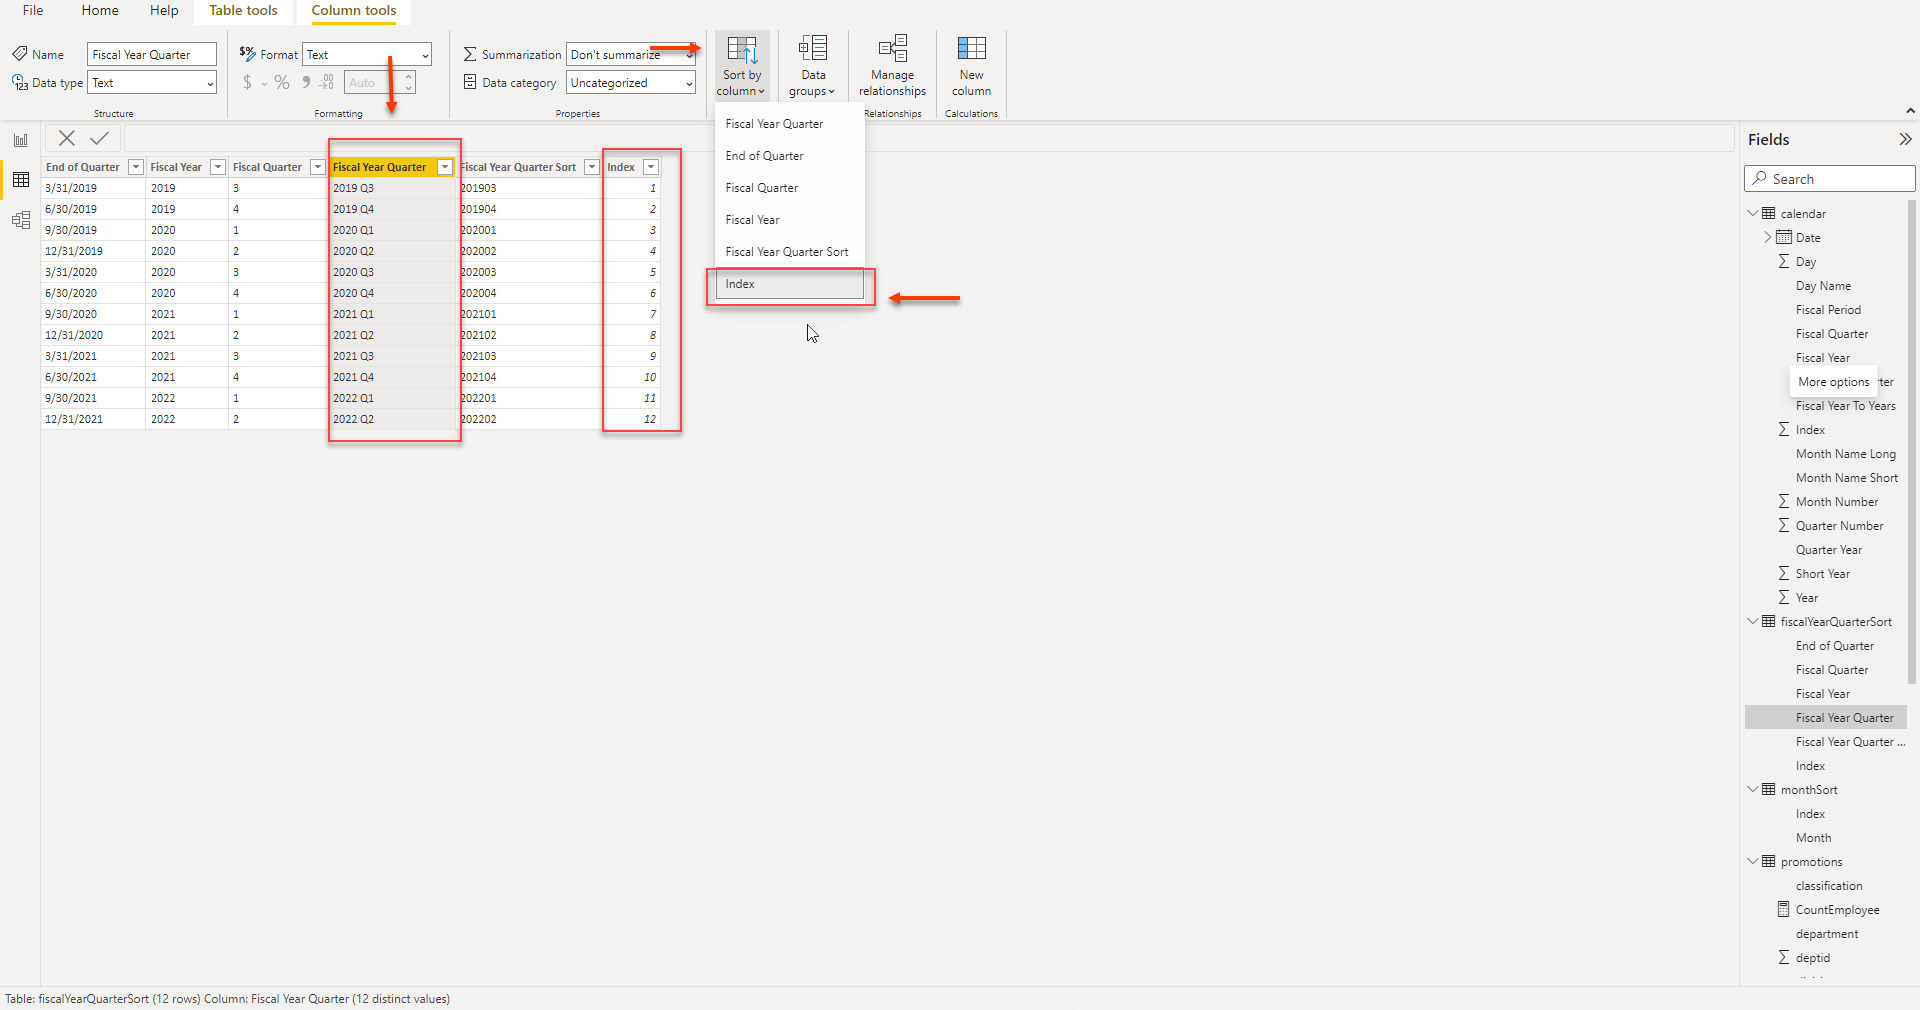 File Home Help Table tools Column tools
Name Fiscal Year Quarter
Data type Text
Structure
$% Format Text
$ % 9 .00 Auto
Formatting
Summarization Don't summarize
Data category Uncategorized
Properties
Sort by column
Data groups
Manage relationships
Relationships
New column
Calculations
End of Quarter Fiscal Year Fiscal Quarter Fiscal Year Quarter Fiscal Year Quarter Sort Index
3/31/2019 2019 3 2019 Q3 201903 1
6/30/2019 2019 4 2019 Q4 201904 2
9/30/2019 2020 1 2020 Q1 202001 3
12/31/2019 2020 2 2020 Q2 202002 4
3/31/2020 2020 3 2020 Q3 202003 5
6/30/2020 2020 4 2020 Q4 202004 6
9/30/2020 2021 1 2021 Q1 202101 7
12/31/2020 2021 2 2021 Q2 202102 8
3/31/2021 2021 3 2021 Q3 202103 9
6/30/2021 2021 4 2021 Q4 202104 10
9/30/2021 2022 1 2022 Q1 202201 11
12/31/2021 2022 2 2022 Q2 202202 12
Fiscal Year Quarter
End of Quarter
Fiscal Quarter
Fiscal Year
Fiscal Year Quarter Sort
Index
Fields
Search
calendar
Date
Day
Day Name
Fiscal Period
Fiscal Quarter
Fiscal Year
More options rter
Fiscal Year To Years
Index
Month Name Long
Month Name Short
Month Number
Quarter Number
Quarter Year
Short Year
Year
fiscalYearQuarterSort
End of Quarter
Fiscal Quarter
Fiscal Year
Fiscal Year Quarter
Fiscal Year Quarter ...
Index
monthSort
Index
Month
promotions
classification
CountEmployee
department
deptid
Table: fiscalYearQuarterSort (12 rows) Column: Fiscal Year Quarter (12 distinct values)